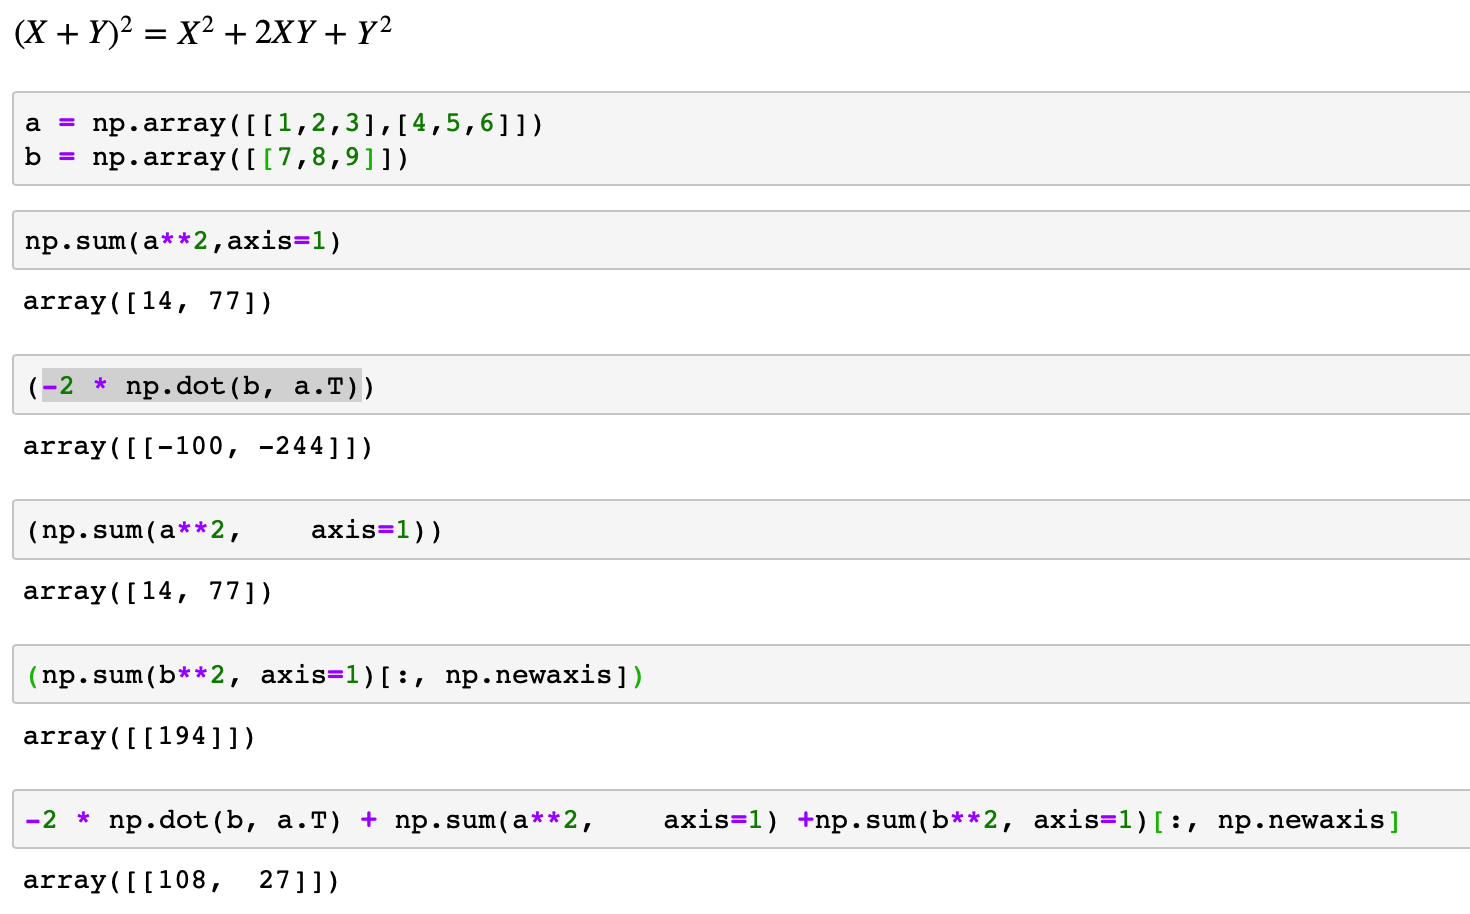 (X + Y)² = X² + 2XY + Y²
a = np.array([[1,2,3],[4,5,6]])
b = np.array([[7,8,9]])
np.sum(a**2,axis=1)
array([14, 77])
(-2 * np.dot(b, a.T))
array([[-100, -244]])
(np.sum(a**2,    axis=1))
array([14, 77])
(np.sum(b**2, axis=1)[:, np.newaxis])
array([[194]])
-2 * np.dot(b, a.T) + np.sum(a**2,    axis=1) +np.sum(b**2, axis=1)[:, np.newaxis]
array([[108,  27]])